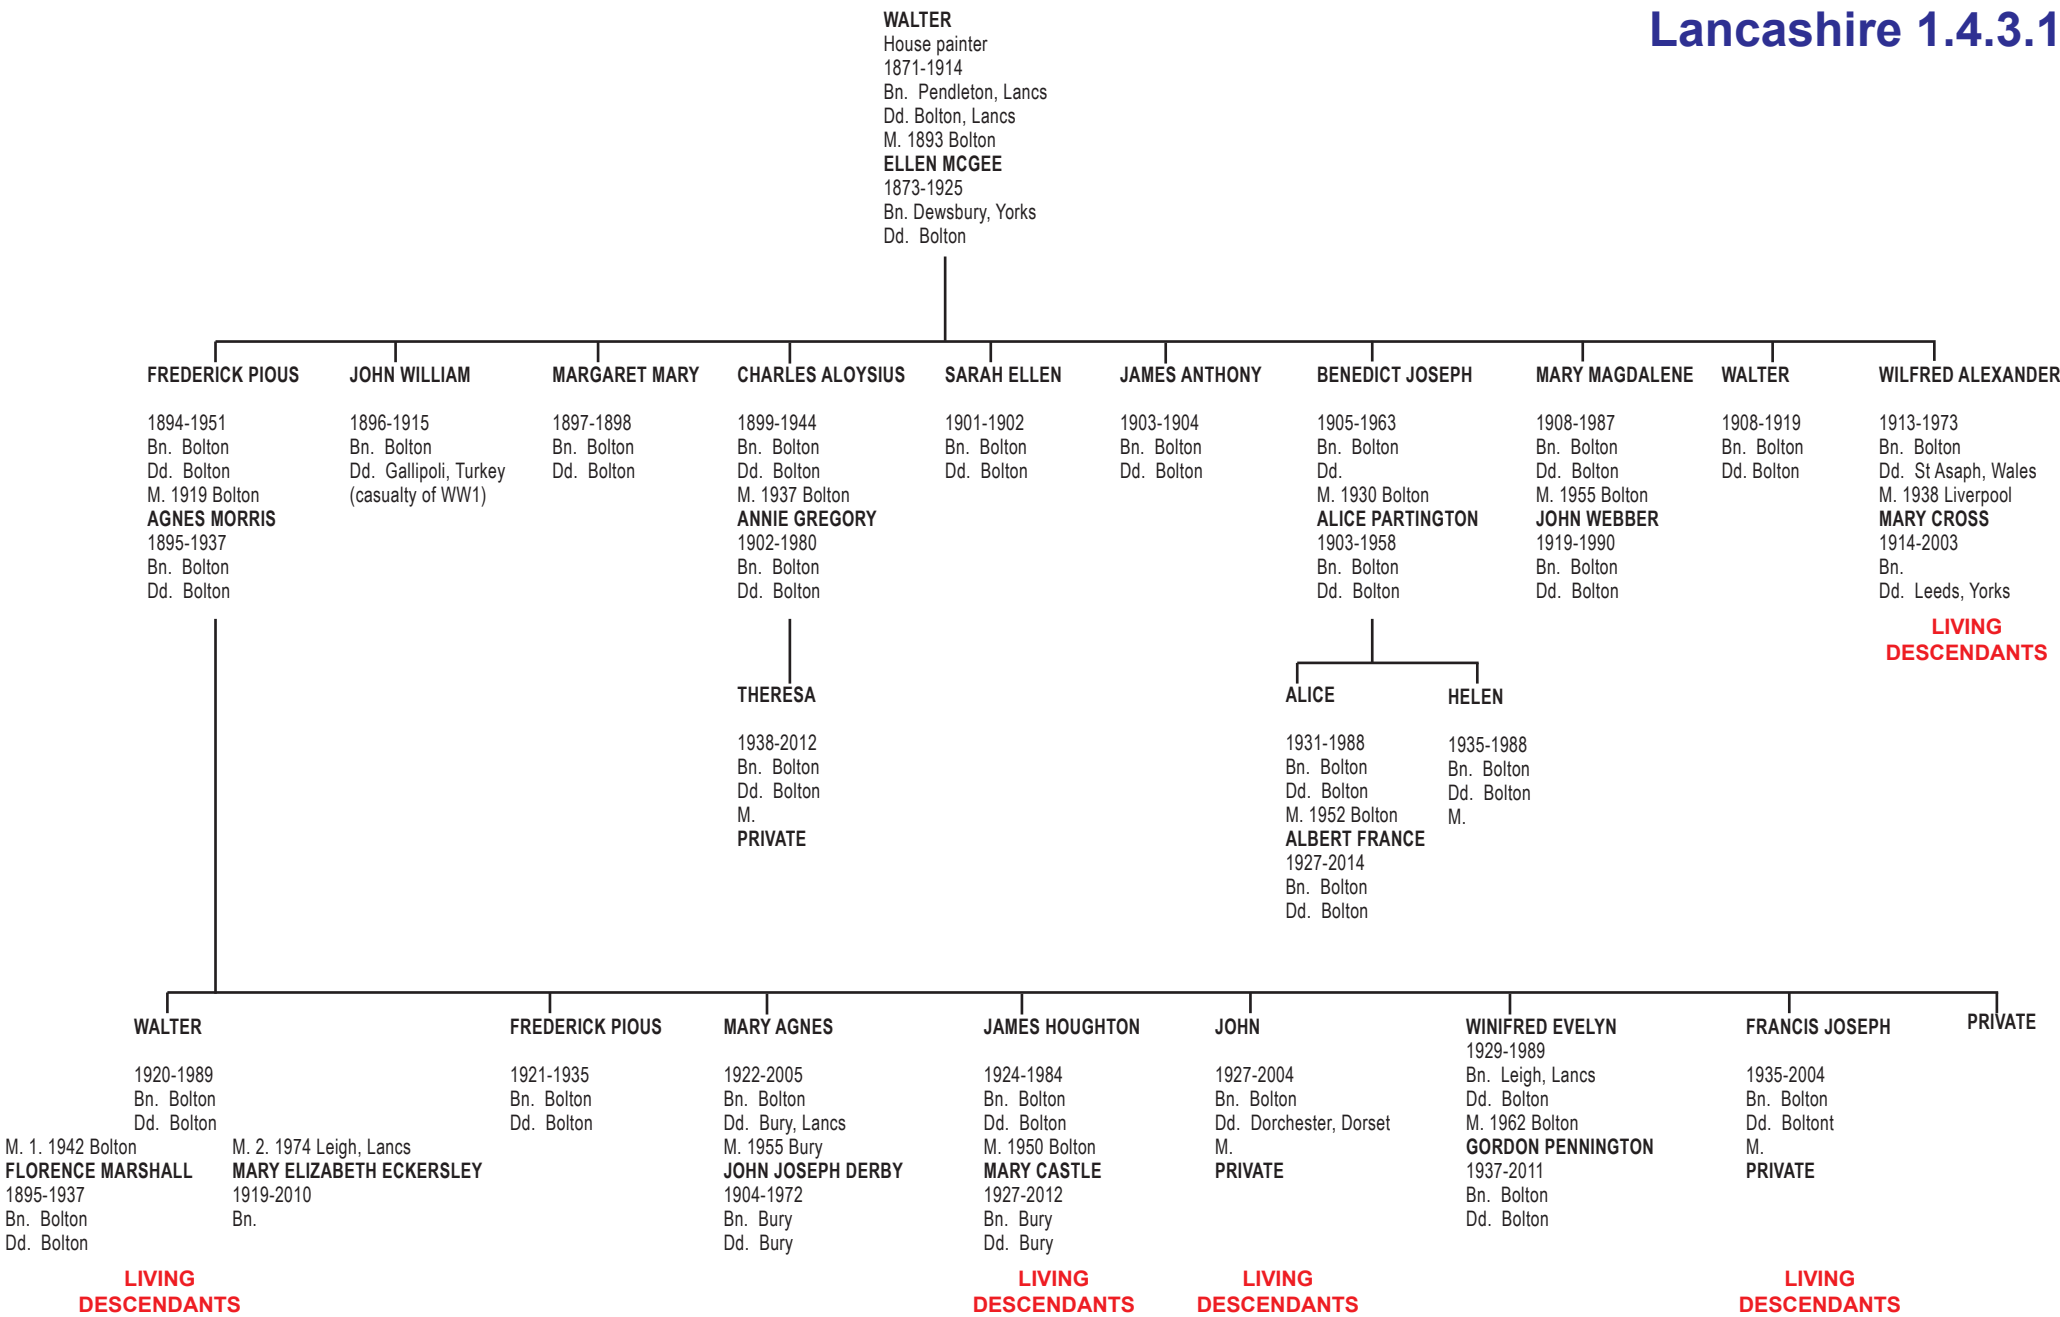 Lancashire 1.4.3.1
WALTER
House painter
1871-1914
Bn. Pendleton, Lancs
Dd. Bolton, Lancs
M. 1893 Bolton
ELLEN MCGEE
1873-1925
Bn. Dewsbury, Yorks
Dd. Bolton
FREDERICK PIOUS
1894-1951
Bn. Bolton
Dd. Bolton
M. 1919 Bolton
AGNES MORRIS
1895-1937
Bn. Bolton
Dd. Bolton
JOHN WILLIAM
1896-1915
Bn. Bolton
Dd. Gallipoli, Turkey
(casualty of WW1)
MARGARET MARY
1897-1898
Bn. Bolton
Dd. Bolton
CHARLES ALOYSIUS
1899-1944
Bn. Bolton
Dd. Bolton
M. 1937 Bolton
ANNIE GREGORY
1902-1980
Bn. Bolton
Dd. Bolton
SARAH ELLEN
1901-1902
Bn. Bolton
Dd. Bolton
JAMES ANTHONY
1903-1904
Bn. Bolton
Dd. Bolton
BENEDICT JOSEPH
1905-1963
Bn. Bolton
Dd.
M. 1930 Bolton
ALICE PARTINGTON
1903-1958
Bn. Bolton
Dd. Bolton
MARY MAGDALENE
1908-1987
Bn. Bolton
Dd. Bolton
M. 1955 Bolton
JOHN WEBBER
1919-1990
Bn. Bolton
Dd. Bolton
WALTER
1908-1919
Bn. Bolton
Dd. Bolton
WILFRED ALEXANDER
1913-1973
Bn. Bolton
Dd. St Asaph, Wales
M. 1938 Liverpool
MARY CROSS
1914-2003
Bn.
Dd. Leeds, Yorks
LIVING
DESCENDANTS
THERESA
1938-2012
Bn. Bolton
Dd. Bolton
M.
PRIVATE
ALICE
1931-1988
Bn. Bolton
Dd. Bolton
M. 1952 Bolton
ALBERT FRANCE
1927-2014
Bn. Bolton
Dd. Bolton
HELEN
1935-1988
Bn. Bolton
Dd. Bolton
M.
WALTER
1920-1989
Bn. Bolton
Dd. Bolton
M. 1. 1942 Bolton
FLORENCE MARSHALL
1895-1937
Bn. Bolton
Dd. Bolton
M. 2. 1974 Leigh, Lancs
MARY ELIZABETH ECKERSLEY
1919-2010
Bn.
LIVING
DESCENDANTS
FREDERICK PIOUS
1921-1935
Bn. Bolton
Dd. Bolton
MARY AGNES
1922-2005
Bn. Bolton
Dd. Bury, Lancs
M. 1955 Bury
JOHN JOSEPH DERBY
1904-1972
Bn. Bury
Dd. Bury
JAMES HOUGHTON
1924-1984
Bn. Bolton
Dd. Bolton
M. 1950 Bolton
MARY CASTLE
1927-2012
Bn. Bury
Dd. Bury
LIVING
DESCENDANTS
JOHN
1927-2004
Bn. Bolton
Dd. Dorchester, Dorset
M.
PRIVATE
LIVING
DESCENDANTS
WINIFRED EVELYN
1929-1989
Bn. Leigh, Lancs
Dd. Bolton
M. 1962 Bolton
GORDON PENNINGTON
1937-2011
Bn. Bolton
Dd. Bolton
FRANCIS JOSEPH
1935-2004
Bn. Bolton
Dd. Boltont
M.
PRIVATE
LIVING
DESCENDANTS
PRIVATE